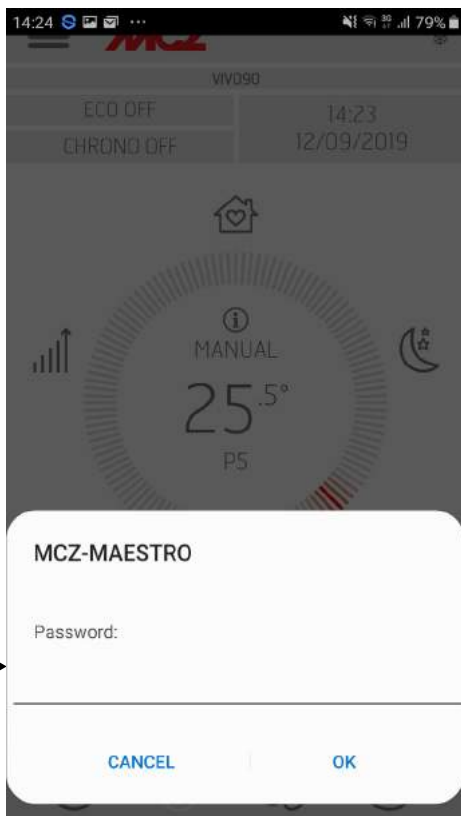 14:24 79%
MCZ
VIVO90
ECO OFF
CHRONO OFF
14:23
12/09/2019
MANUAL
25.5°
P5
MCZ-MAESTRO
Password:
CANCEL OK